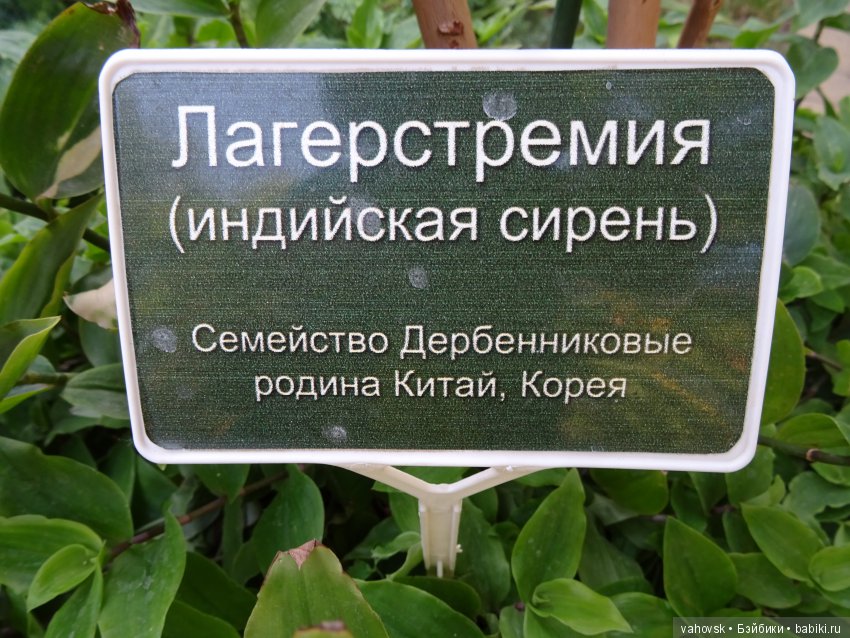 Лагерстремия
(индийская сирень)
Семейство Дербенниковые
родина Китай, Корея
vahovsk • Бэйбики • babiki.ru